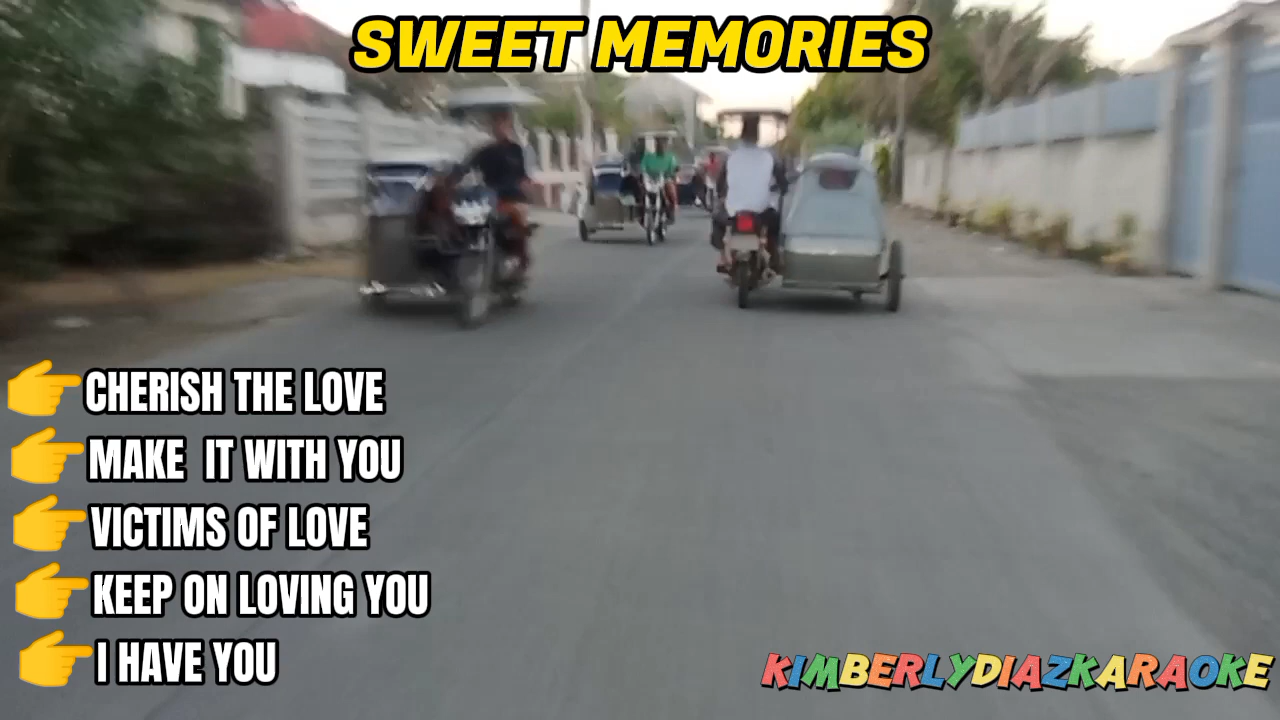 SWEET MEMORIES
👉CHERISH THE LOVE
👉MAKE  IT WITH YOU
👉VICTIMS OF LOVE
👉KEEP ON LOVING YOU
👉I HAVE YOU
KIMBERLYDIAZKARAOKE